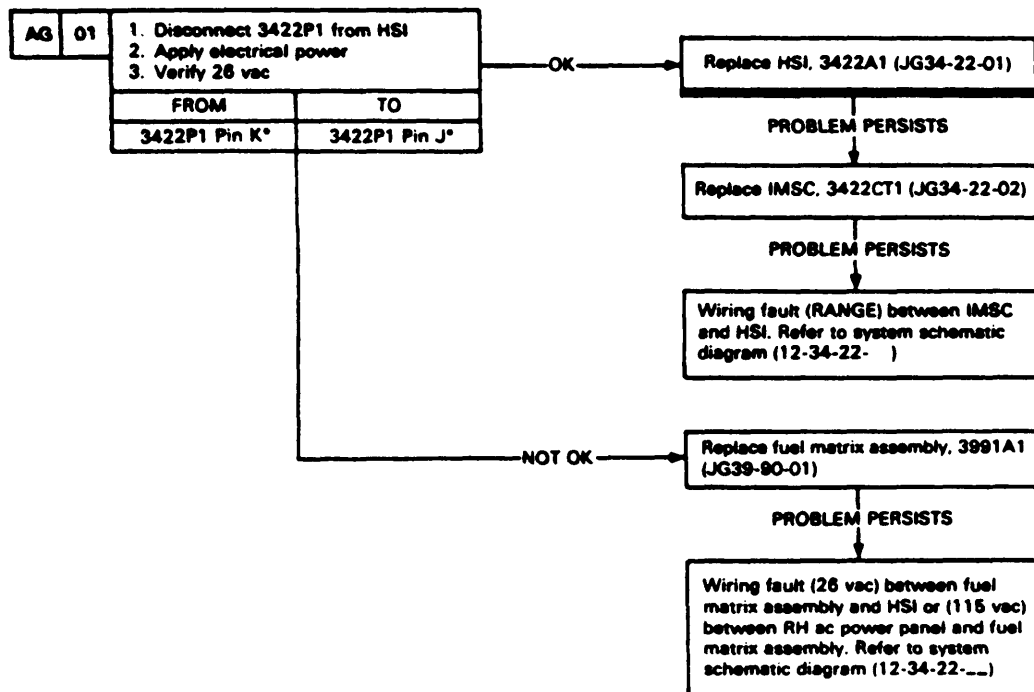 AG 01
1. Disconnect 3422P1 from HSI
2. Apply electrical power
3. Verify 26 vac
FROM TO
3422P1 Pin K* 3422P1 Pin J*
OK
Replace HSI, 3422A1 (JG34-22-01)
PROBLEM PERSISTS
Replace IMSC, 3422CT1 (JG34-22-02)
PROBLEM PERSISTS
Wiring fault (RANGE) between IMSC
and HSI. Refer to system schematic
diagram (12-34-22- )
NOT OK
Replace fuel matrix assembly, 3991A1
(JG39-90-01)
PROBLEM PERSISTS
Wiring fault (26 vac) between fuel
matrix assembly and HSI or (115 vac)
between RH ac power panel and fuel
matrix assembly. Refer to system
schematic diagram (12-34-22-__)